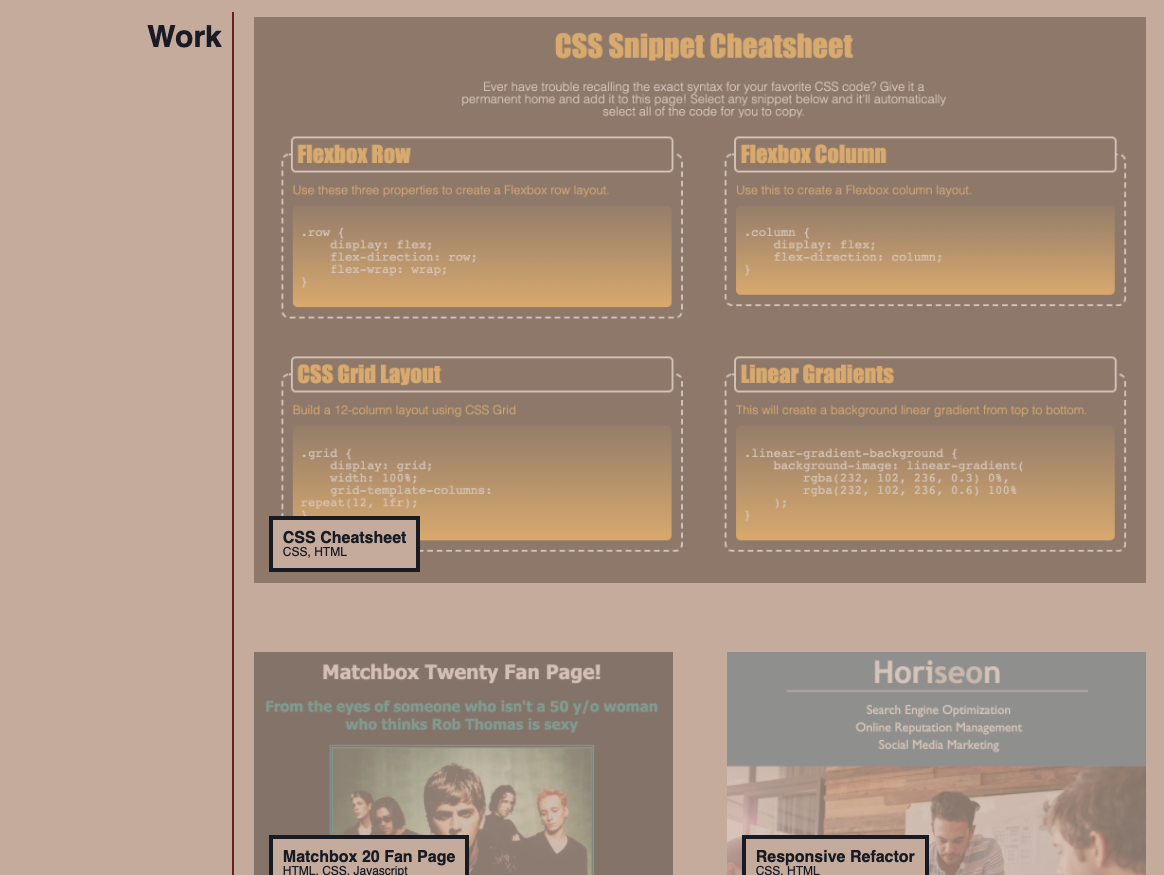 Work
CSS Snippet Cheatsheet
Ever have trouble recalling the exact syntax for your favorite CSS code? Give it a
permanent home and add it to this page! Select any snippet below and it'll automatically
select all of the code for you to copy.
Flexbox Row
Use these three properties to create a Flexbox row layout.
.row {
    display: flex;
    flex-direction: row;
    flex-wrap: wrap;
}
Flexbox Column
Use this to create a Flexbox column layout.
.column {
    display: flex;
    flex-direction: column;
}
CSS Grid Layout
Build a 12-column layout using CSS Grid
.grid {
    display: grid;
    width: 100%;
    grid-template-columns:
repeat(12, 1fr);
}
Linear Gradients
This will create a background linear gradient from top to bottom.
.linear-gradient-background {
    background-image: linear-gradient(
        rgba(232, 102, 236, 0.3) 0%,
        rgba(232, 102, 236, 0.6) 100%
    );
}
CSS Cheatsheet
CSS, HTML
Matchbox Twenty Fan Page!
From the eyes of someone who isn't a 50 y/o woman
who thinks Rob Thomas is sexy
Matchbox 20 Fan Page
HTML, CSS, Javascript
Horiseon
Search Engine Optimization
Online Reputation Management
Social Media Marketing
Responsive Refactor
CSS, HTML